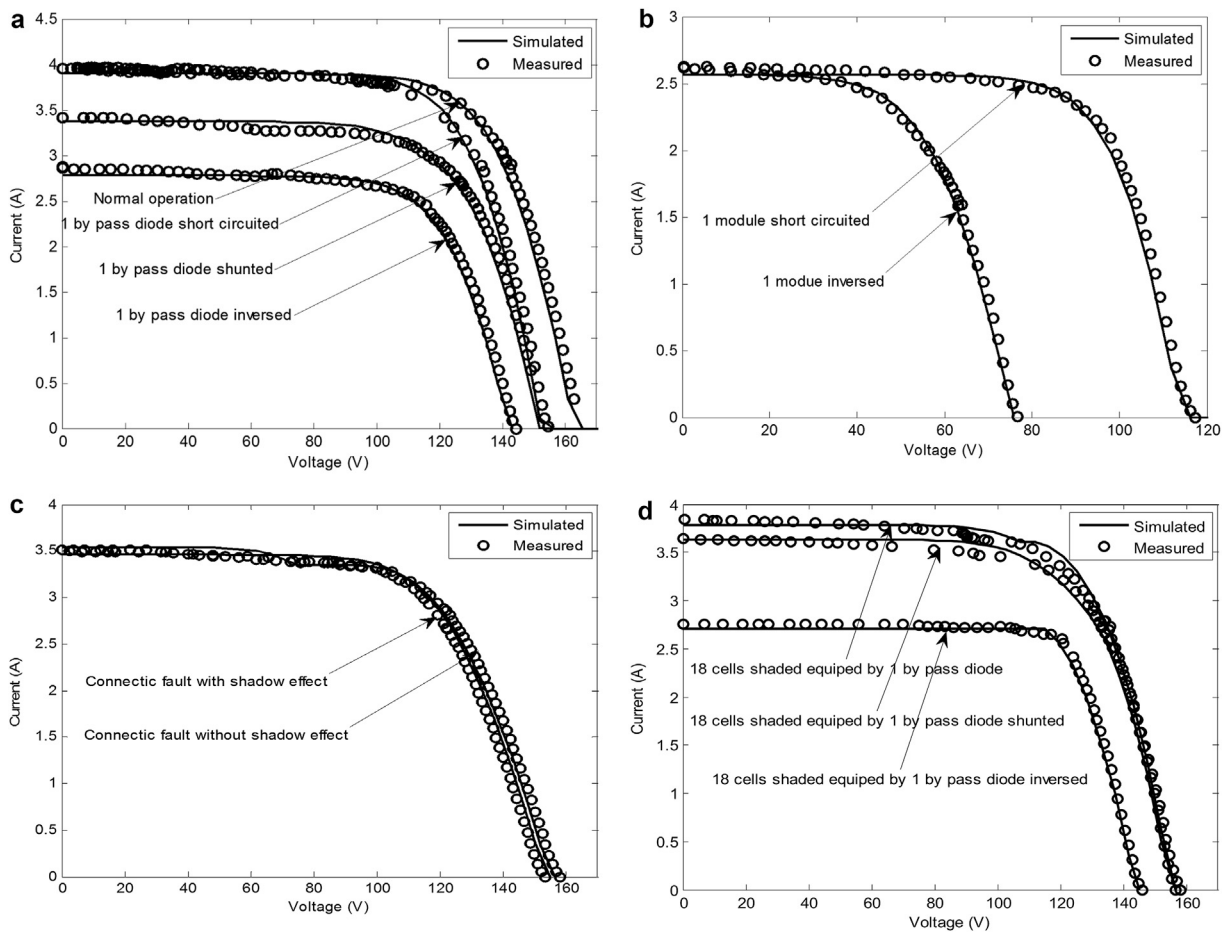 a
4.5
4
3.5
3
2.5
2
1.5
1
0.5
0
Current (A)
Simulated
Measured
Normal operation
1 by pass diode short circuited
1 by pass diode shunted
1 by pass diode inversed
0 20 40 60 80 100 120 140 160
Voltage (V)
b
3
2.5
2
1.5
1
0.5
0
Current (A)
Simulated
Measured
1 module short circuited
1 modue inversed
0 20 40 60 80 100 120
Voltage (V)
c
4
3.5
3
2.5
2
1.5
1
0.5
0
Current (A)
Simulated
Measured
Connectic fault with shadow effect
Connectic fault without shadow effect
0 20 40 60 80 100 120 140 160
Voltage (V)
d
4
3.5
3
2.5
2
1.5
1
0.5
0
Current (A)
Simulated
Measured
18 cells shaded equiped by 1 by pass diode
18 cells shaded equiped by 1 by pass diode shunted
18 cells shaded equiped by 1 by pass diode inversed
0 20 40 60 80 100 120 140 160
Voltage (V)